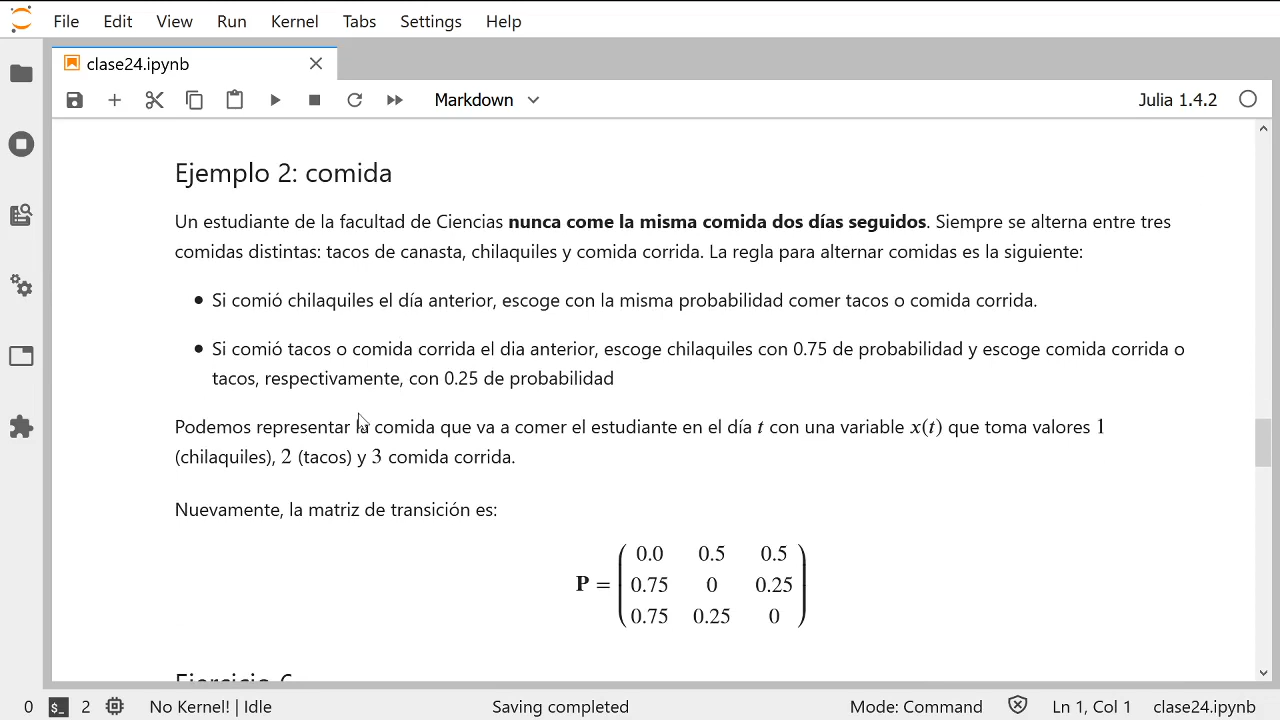 File Edit View Run Kernel Tabs Settings Help
clase24.ipynb
Markdown
Julia 1.4.2
Ejemplo 2: comida
Un estudiante de la facultad de Ciencias nunca come la misma comida dos días seguidos. Siempre se alterna entre tres
comidas distintas: tacos de canasta, chilaquiles y comida corrida. La regla para alternar comidas es la siguiente:
• Si comió chilaquiles el día anterior, escoge con la misma probabilidad comer tacos o comida corrida.
• Si comió tacos o comida corrida el dia anterior, escoge chilaquiles con 0.75 de probabilidad y escoge comida corrida o
tacos, respectivamente, con 0.25 de probabilidad
Podemos representar la comida que va a comer el estudiante en el día t con una variable x(t) que toma valores 1
(chilaquiles), 2 (tacos) y 3 comida corrida.
Nuevamente, la matriz de transición es:
0.0 0.5 0.5
P = 0.75 0 0.25
0.75 0.25 0
Ejercicio 6
0 $_ 2 No Kernel! | Idle Saving completed Mode: Command Ln 1, Col 1 clase24.ipynb